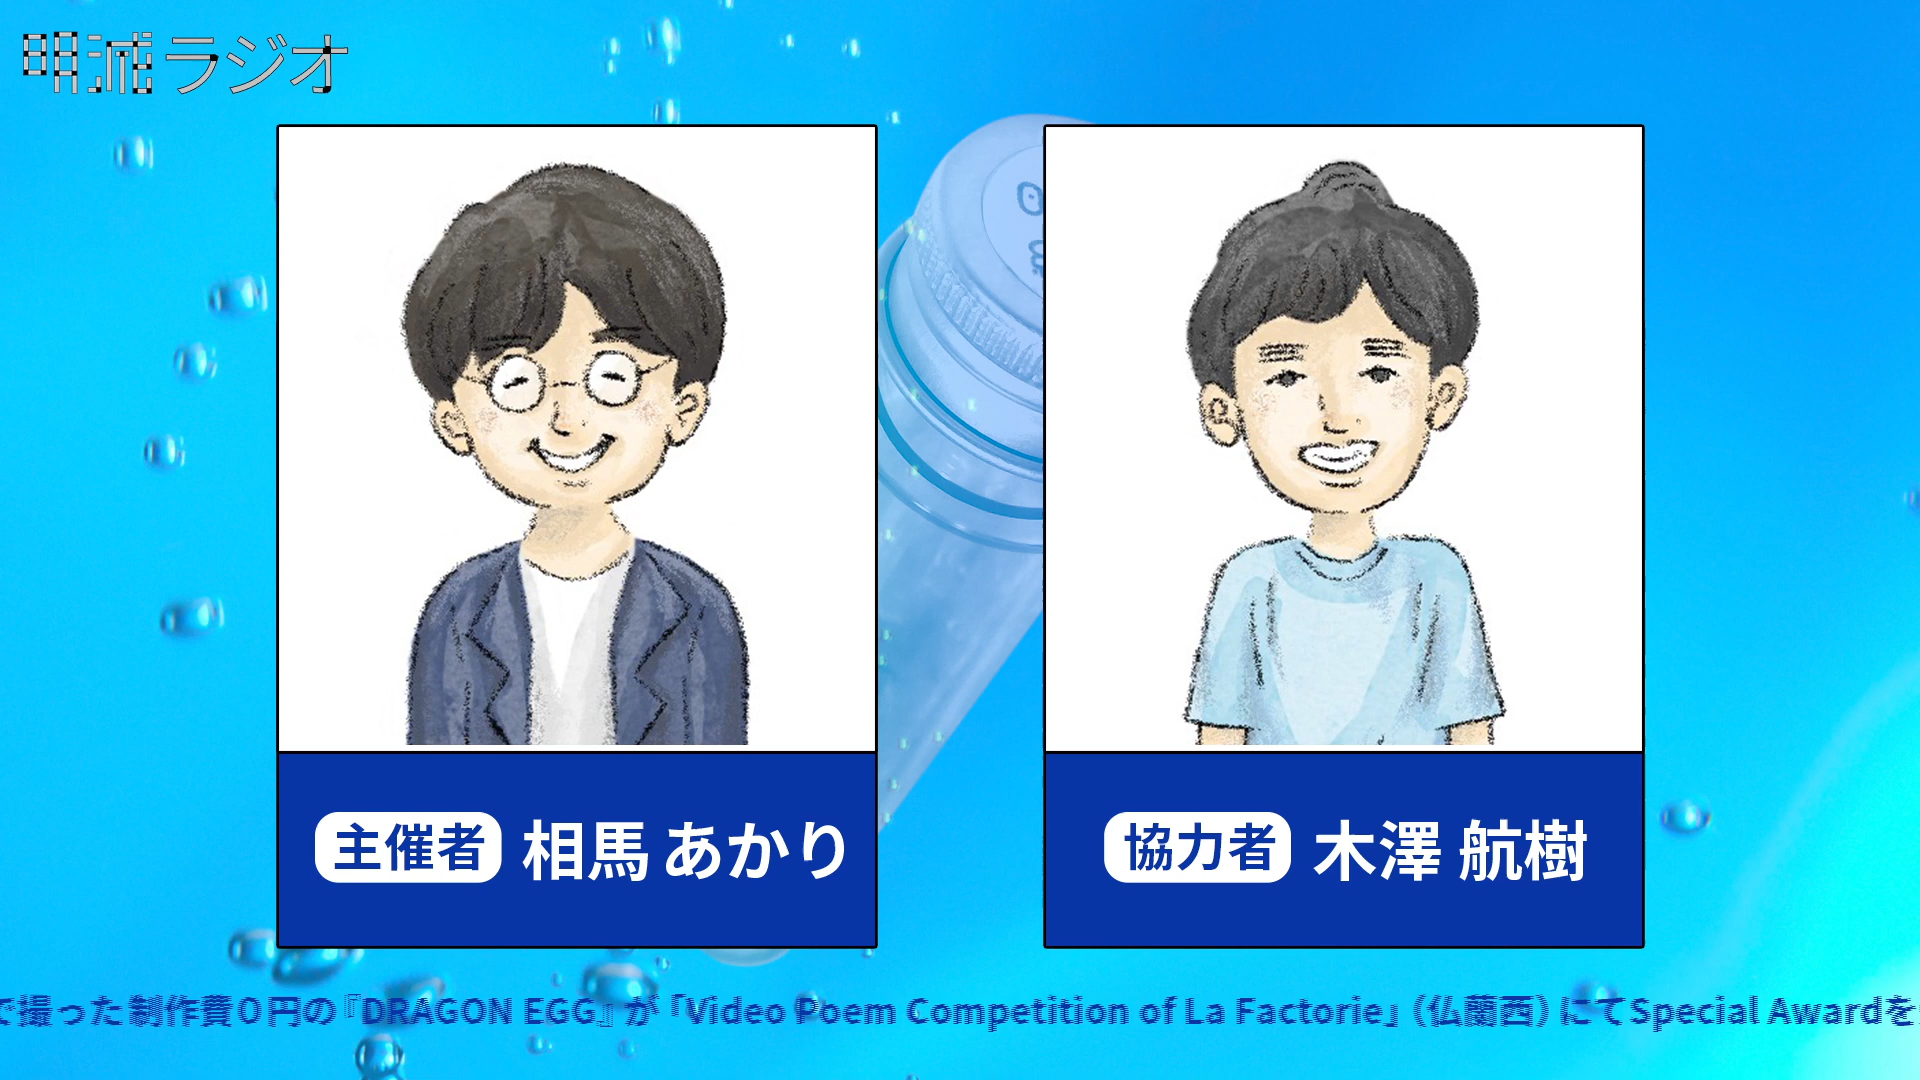 明滅ラジオ
主催者 相馬 あかり
協力者 木澤 航樹
で撮った制作費0円の『DRAGON EGG』が「Video Poem Competition of La Factorie」(仏蘭西)にてSpecial Awardを